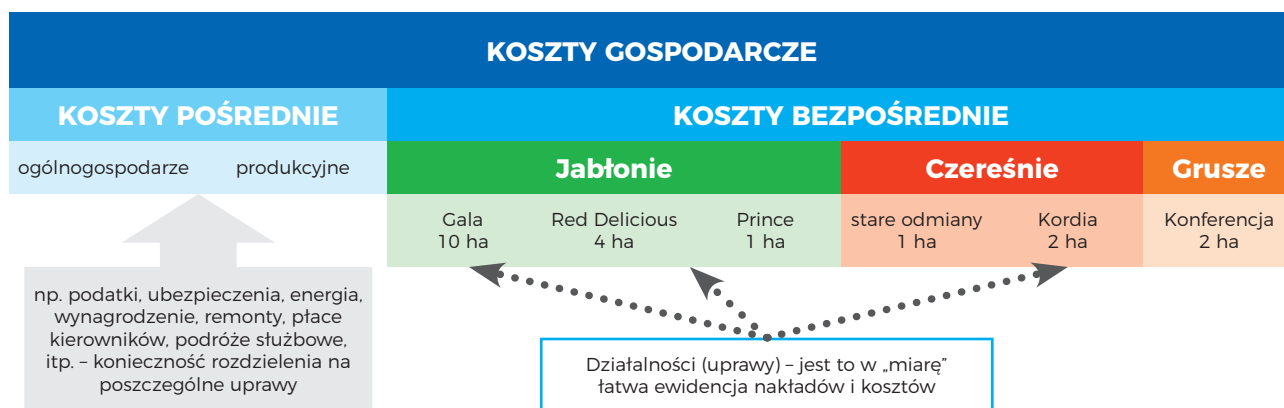 KOSZTY GOSPODARCZE
KOSZTY POŚREDNIE
KOSZTY BEZPOŚREDNIE
ogólnogospodarze
produkcyjne
Jabłonie
Czereśnie
Grusze
Gala
10 ha
Red Delicious
4 ha
Prince
1 ha
stare odmiany
1 ha
Kordia
2 ha
Konferencja
2 ha
np. podatki, ubezpieczenia, energia,
wynagrodzenie, remonty, płace
kierowników, podróże służbowe,
itp. – konieczność rozdzielenia na
poszczególne uprawy
Działalności (uprawy) – jest to w „miarę”
łatwa ewidencja nakładów i kosztów